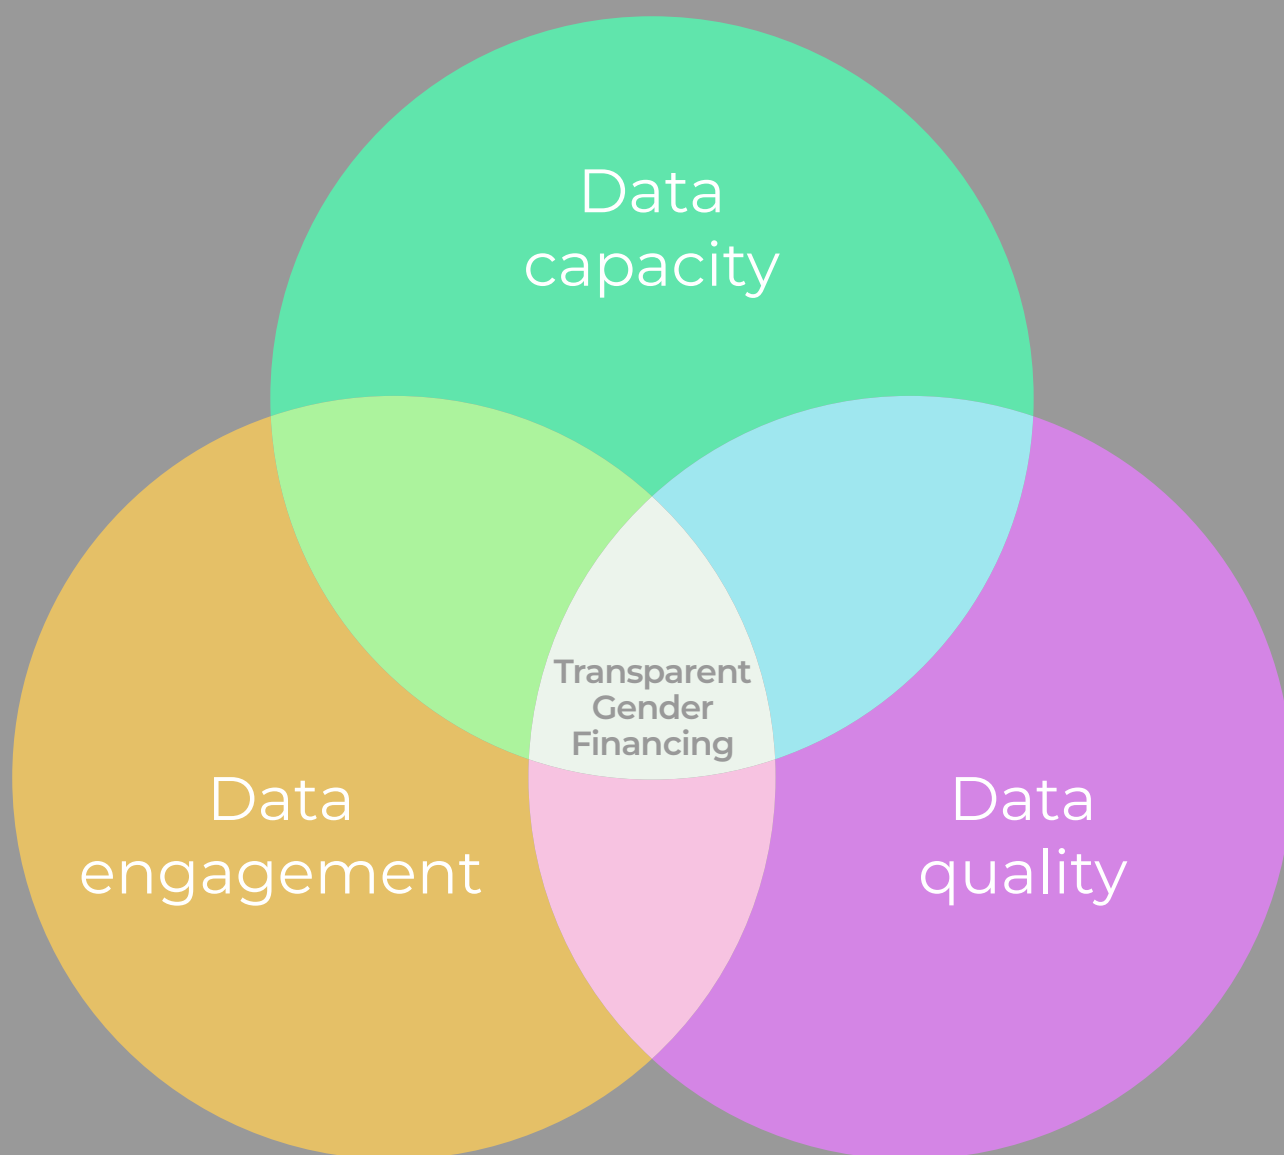 Data
capacity
Transparent
Gender
Financing
Data
engagement
Data
quality